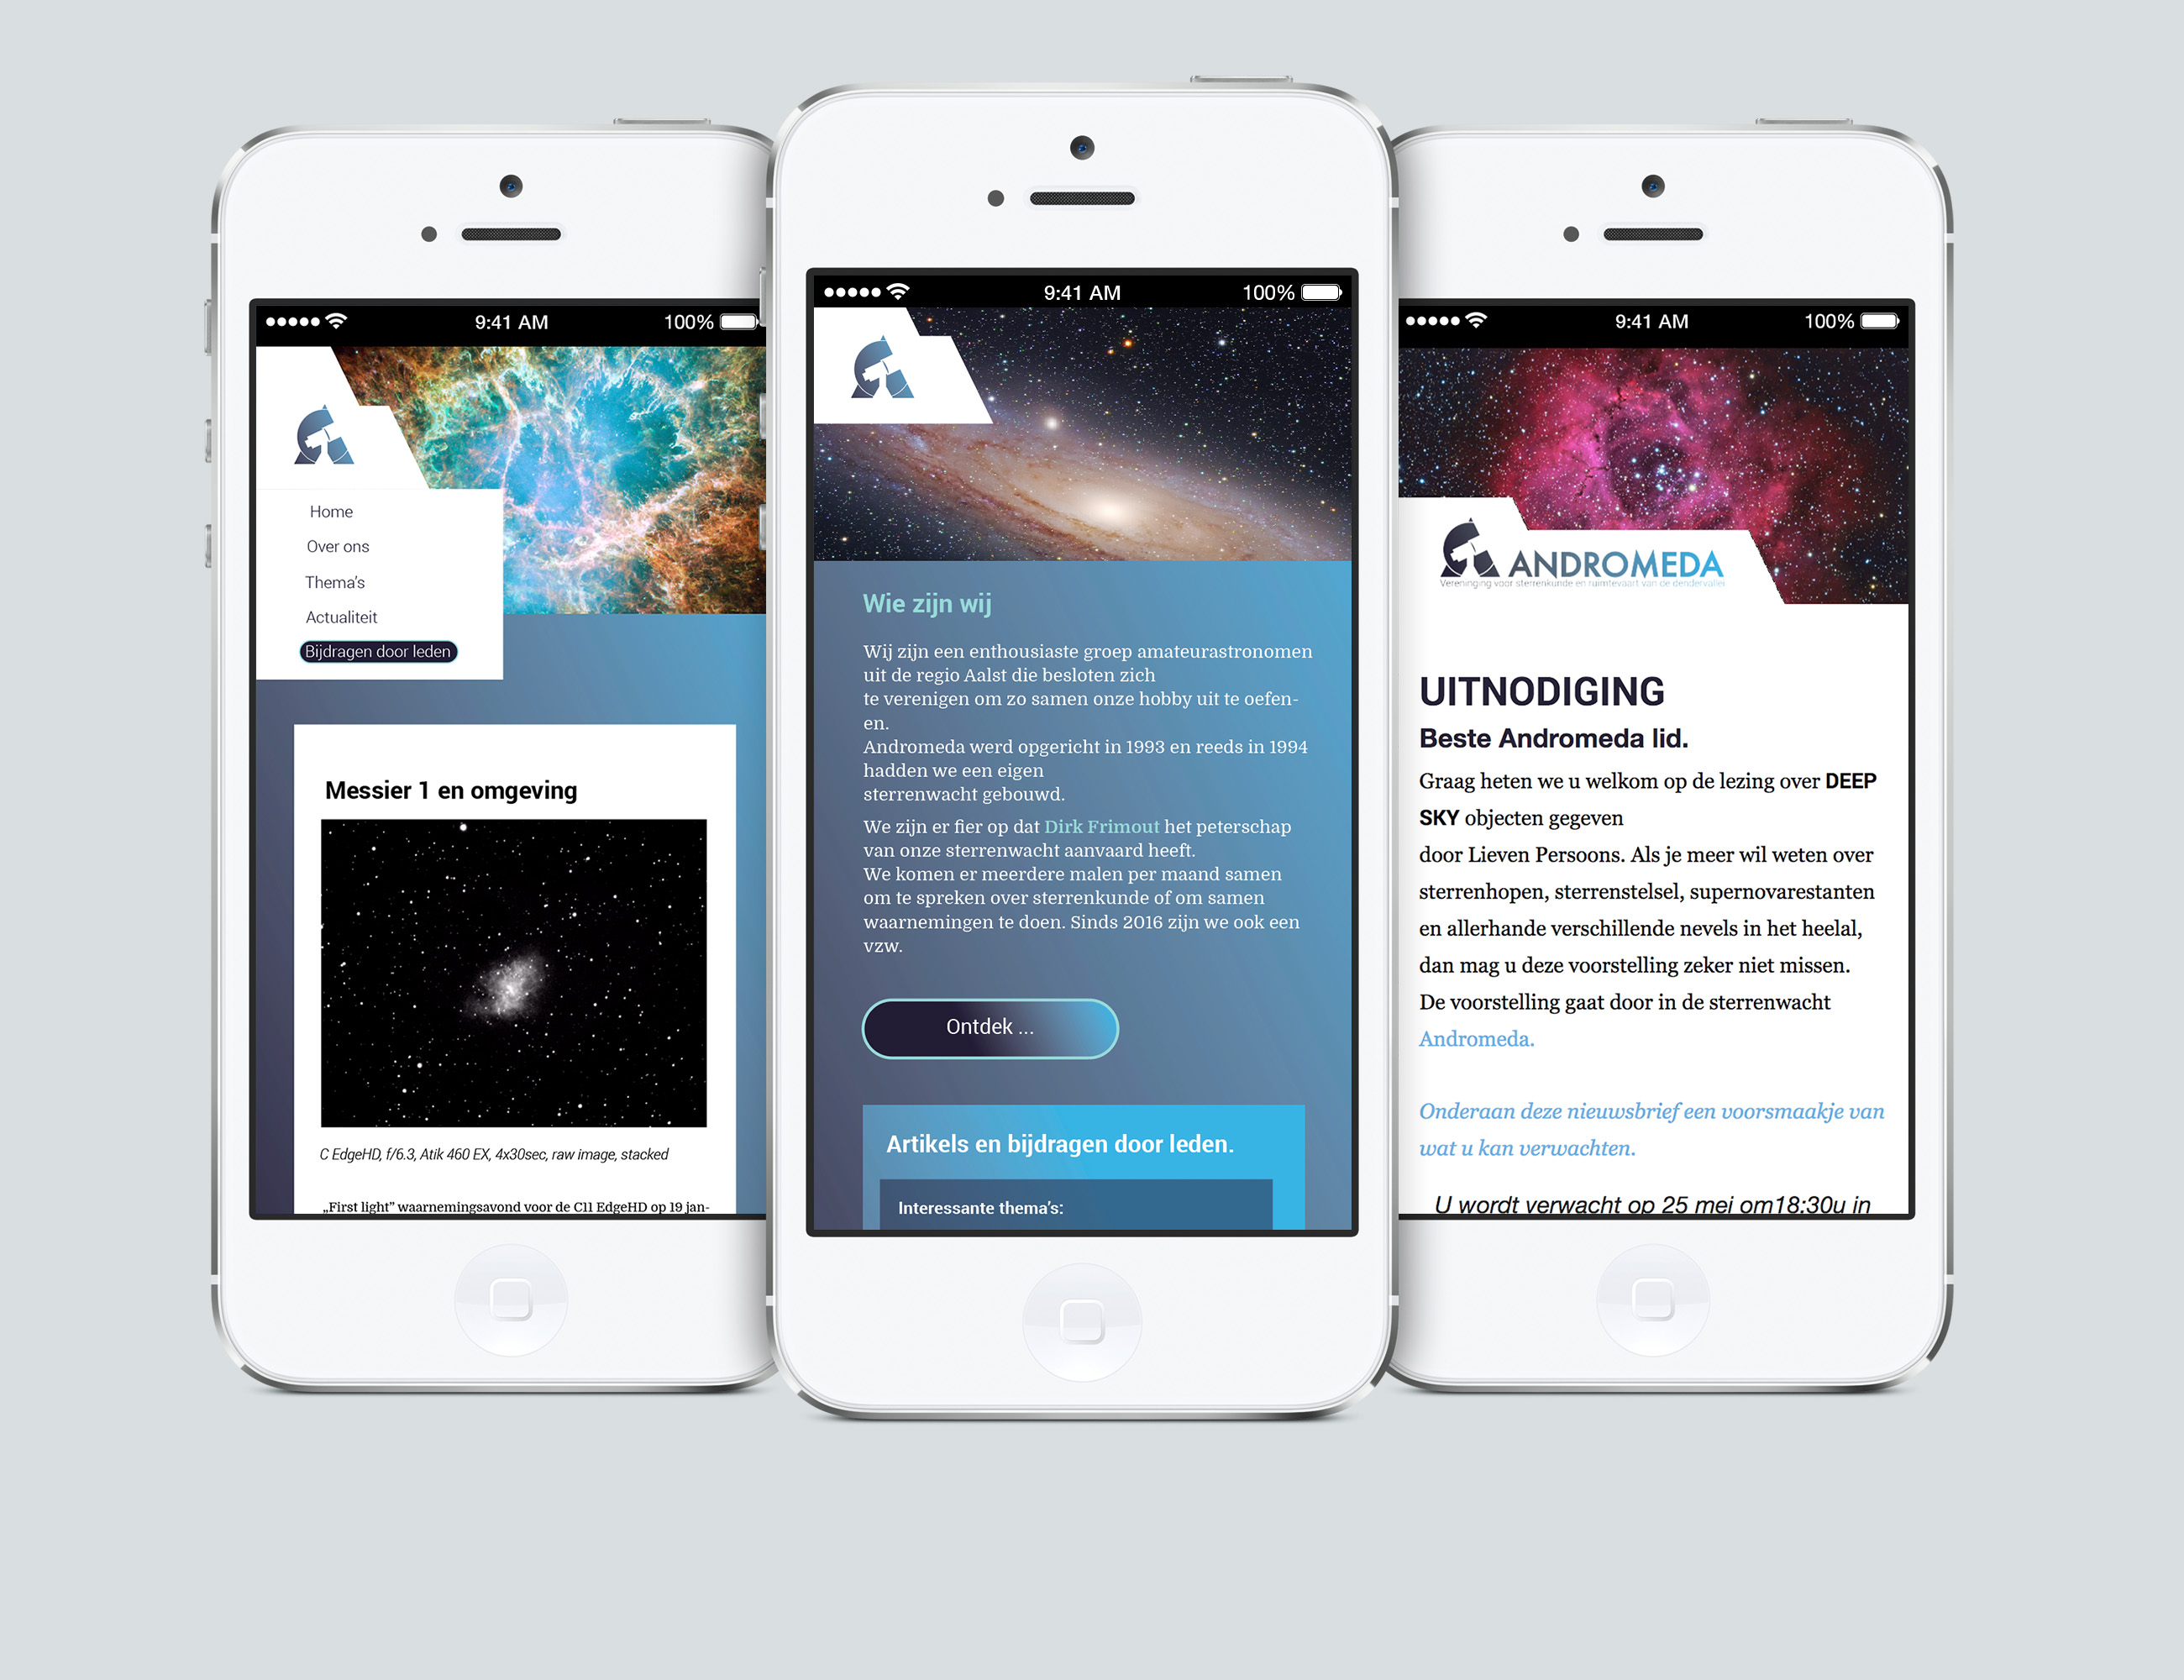 9:41 AM
100%
Home
Over ons
Thema's
Actualiteit
Bijdragen door leden
Messier 1 en omgeving
C EdgeHD, f/6.3, Atik 460 EX, 4x30sec, raw image, stacked
„First light” waarnemingsavond voor de C11 EdgeHD op 19 jan-
9:41 AM
100%
Wie zijn wij
Wij zijn een enthousiaste groep amateurastronomen
uit de regio Aalst die besloten zich
te verenigen om zo samen onze hobby uit te oefen-
en.
Andromeda werd opgericht in 1993 en reeds in 1994
hadden we een eigen
sterrenwacht gebouwd.
We zijn er fier op dat Dirk Frimout het peterschap
van onze sterrenwacht aanvaard heeft.
We komen er meerdere malen per maand samen
om te spreken over sterrenkunde of om samen
waarnemingen te doen. Sinds 2016 zijn we ook een
vzw.
Ontdek ...
Artikels en bijdragen door leden.
Interessante thema's:
9:41 AM
100%
ANDROMEDA
Vereninging voor sterrenkunde en ruimtevaart van de dendervallei
UITNODIGING
Beste Andromeda lid.
Graag heten we u welkom op de lezing over DEEP
SKY objecten gegeven
door Lieven Persoons. Als je meer wil weten over
sterrenhopen, sterrenstelsel, supernovarestanten
en allerhande verschillende nevels in het heelal,
dan mag u deze voorstelling zeker niet missen.
De voorstelling gaat door in de sterrenwacht
Andromeda.
Onderaan deze nieuwsbrief een voorsmaakje van
wat u kan verwachten.
U wordt verwacht op 25 mei om18:30u in